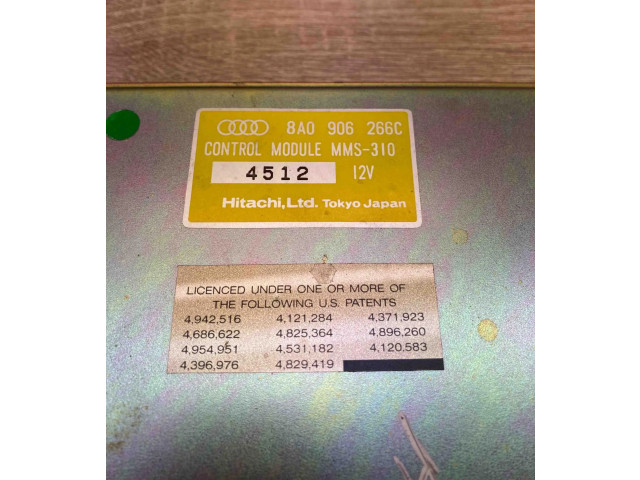 8A0 906 266C
CONTROL MODULE MMS-310
4512 12V
Hitachi,Ltd. Tokyo Japan
LICENCED UNDER ONE OR MORE OF
THE FOLLOWING U.S. PATENTS
4,942,516 4,121,284 4,371,923
4,686,622 4,825,364 4,896,260
4,954,951 4,531,182 4,120,583
4,396,976 4,829,419